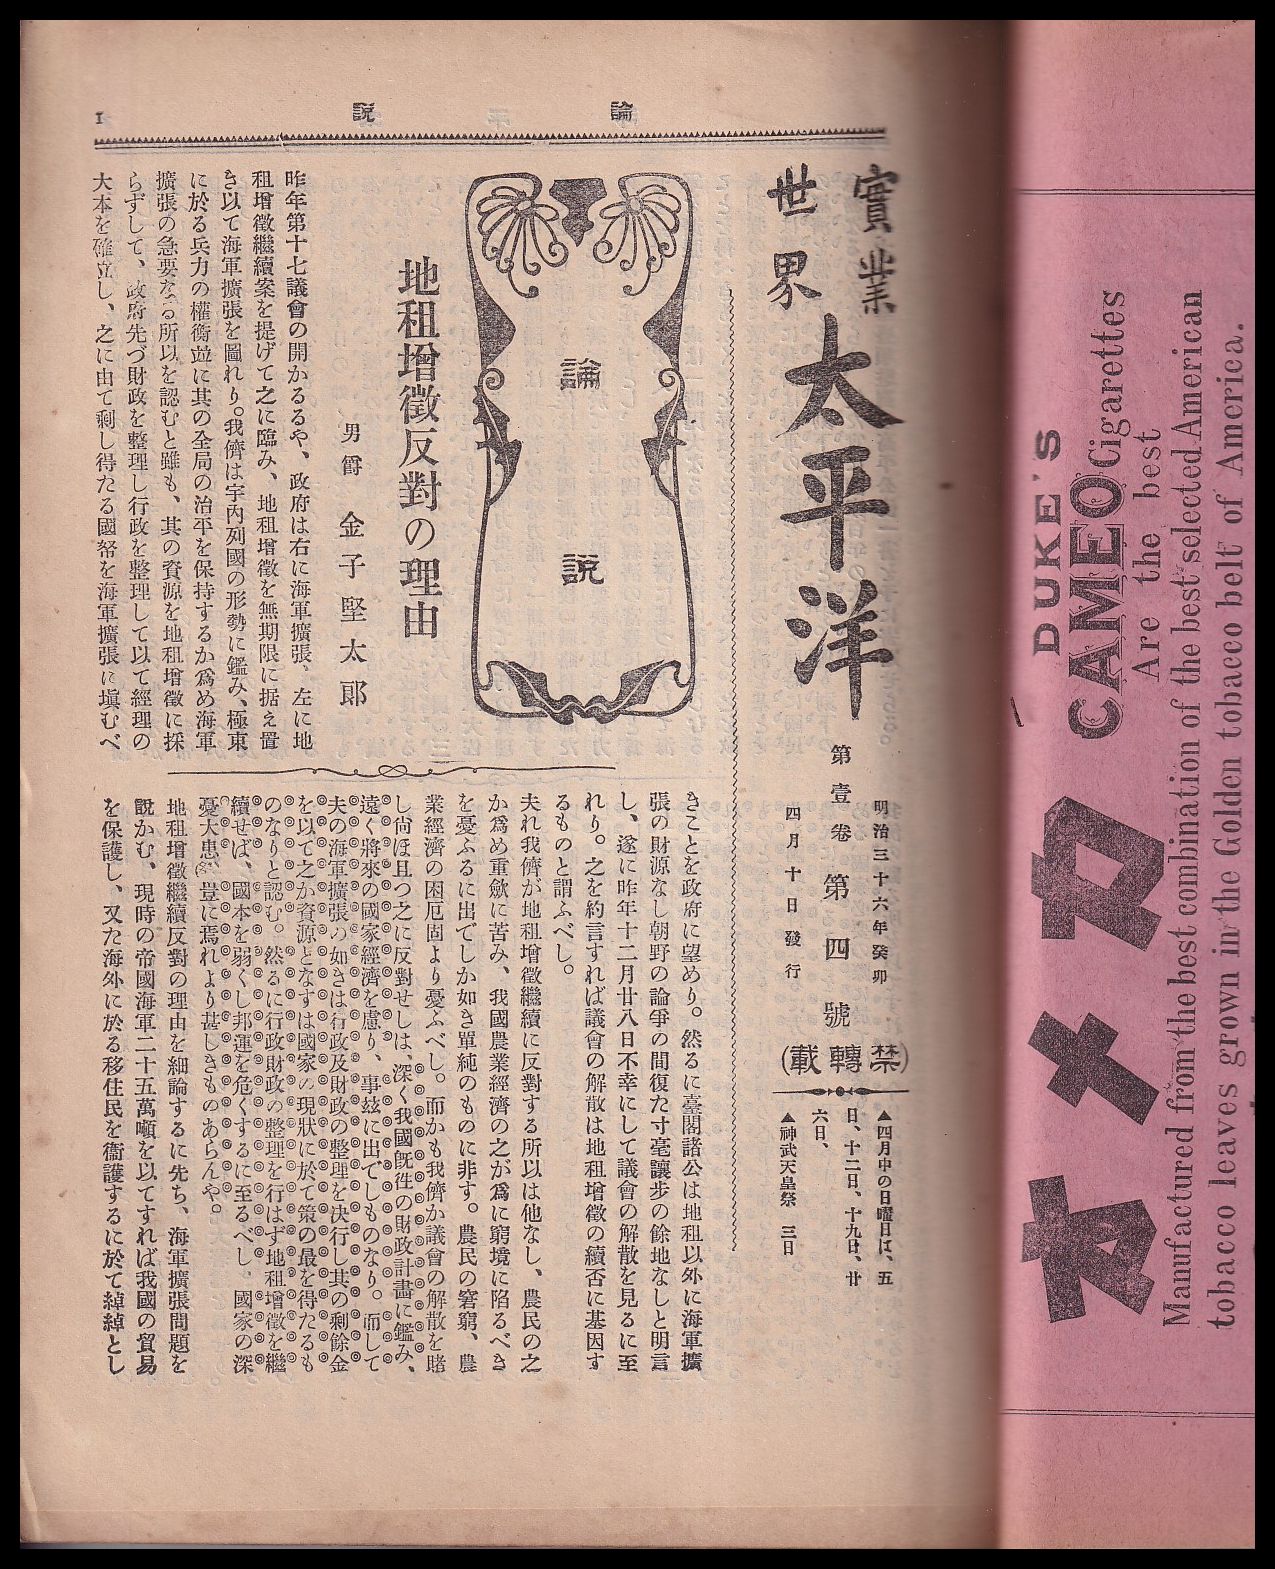 DUKE'S
CAMEO Cigarettes
Are the best
Manufactured from the best combination of the best selected American
tobacco leaves grown in the Golden tobacco belt of America.
カメオ
論說
1
實業
世界
太平洋
第壹卷第四號
明治三十六年癸卯
四月十日發行
(禁轉載)
▲四月中の日曜日は、五
日、十二日、十九日、廿
六日、
▲神武天皇祭 三日
論說
地租增徵反對の理由
男爵 金子堅太郞
昨年第十七議會の開かるゝや、政府は右に海軍擴張、左に地
租增徵繼續案を提げて之に臨み、地租增徵を無期限に据え置
き以て海軍擴張を圖れり。我儕は宇內列國の形勢に鑑み、極東
に於る兵力の權衡並に其の全局の治平を保持するか爲め海軍
擴張の急要なる所以を認むと雖も、其の資源を地租增徵に採
らずして、政府先づ財政を整理し行政を整理して以て經理の
大本を確立し、之に由て剩し得たる國帑を海軍擴張に塡むべ
きことを政府に望めり。然るに臺閣諸公は地租以外に海軍擴
張の財源なし朝野の論爭の間復た寸毫讓步の餘地なしと明言
し、遂に昨年十二月廿八日不幸にして議會の解散を見るに至
れり。之を約言すれば議會の解散は地租增徵の續否に基因す
るものと謂ふべし。
夫れ我儕が地租增徵繼續に反對する所以は他なし、農民の之
か爲め重歛に苦み、我國農業經濟の之が爲に窮境に陷るべき
を憂ふるに出でしか如き單純のものに非す。農民の窘窮、農
業經濟の困厄固より憂ふべし。而かも我儕か議會の解散を賭
し尙ほ且つ之に反對せしは、深く我國旣往の財政計畫に鑑み、
遠く將來の國家經濟を慮り、事玆に出でしものなり。而して
夫の海軍擴張の如きは行政及財政の整理を決行し其の剩餘金
を以て之か資源となすは國家の現狀に於て策の最を得たるも
のなりと認む。然るに行政財政の整理を行はず地租增徵を繼
續せば、國本を弱くし邦運を危くするに至るべし。國家の深
憂大患、豈に焉れより甚しきものあらんや。
地租增徵繼續反對の理由を細論するに先ち、海軍擴張問題を
說かむ、現時の帝國海軍二十五萬噸を以てすれば我國の貿易
を保護し、又た海外に於る移住民を衞護するに於て綽綽とし